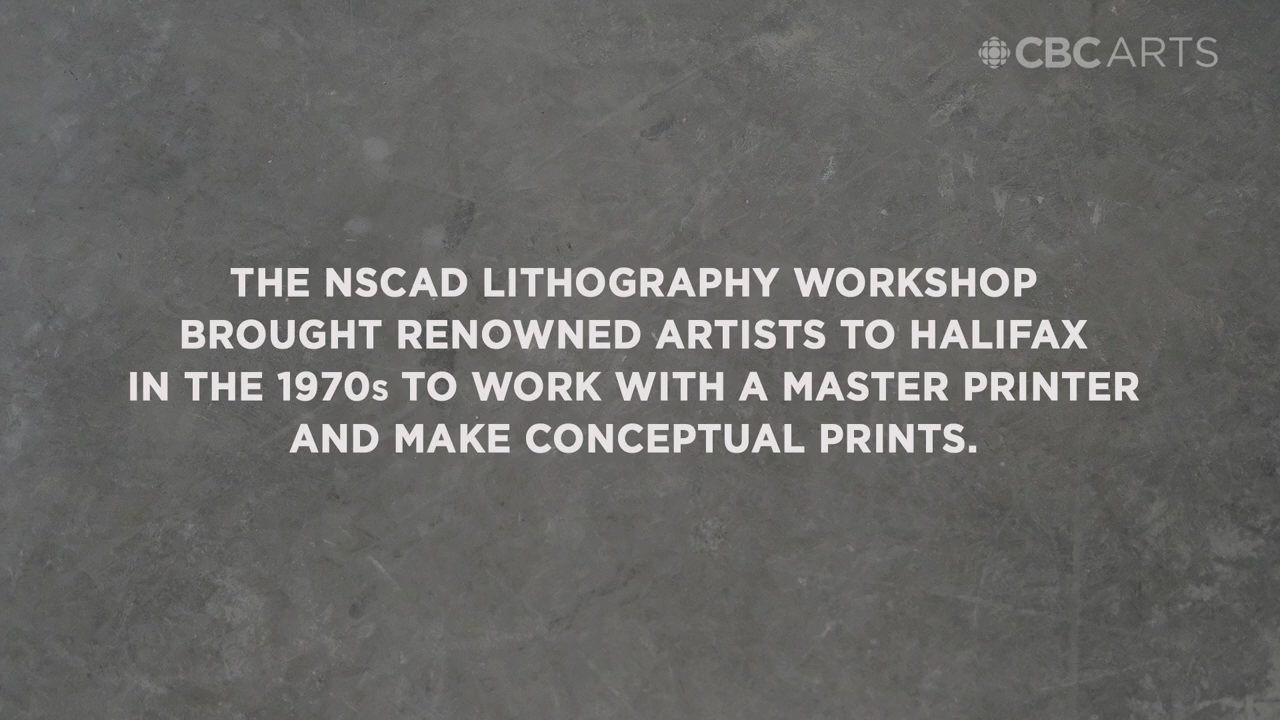 CBC ARTS
THE NSCAD LITHOGRAPHY WORKSHOP
BROUGHT RENOWNED ARTISTS TO HALIFAX
IN THE 1970s TO WORK WITH A MASTER PRINTER
AND MAKE CONCEPTUAL PRINTS.